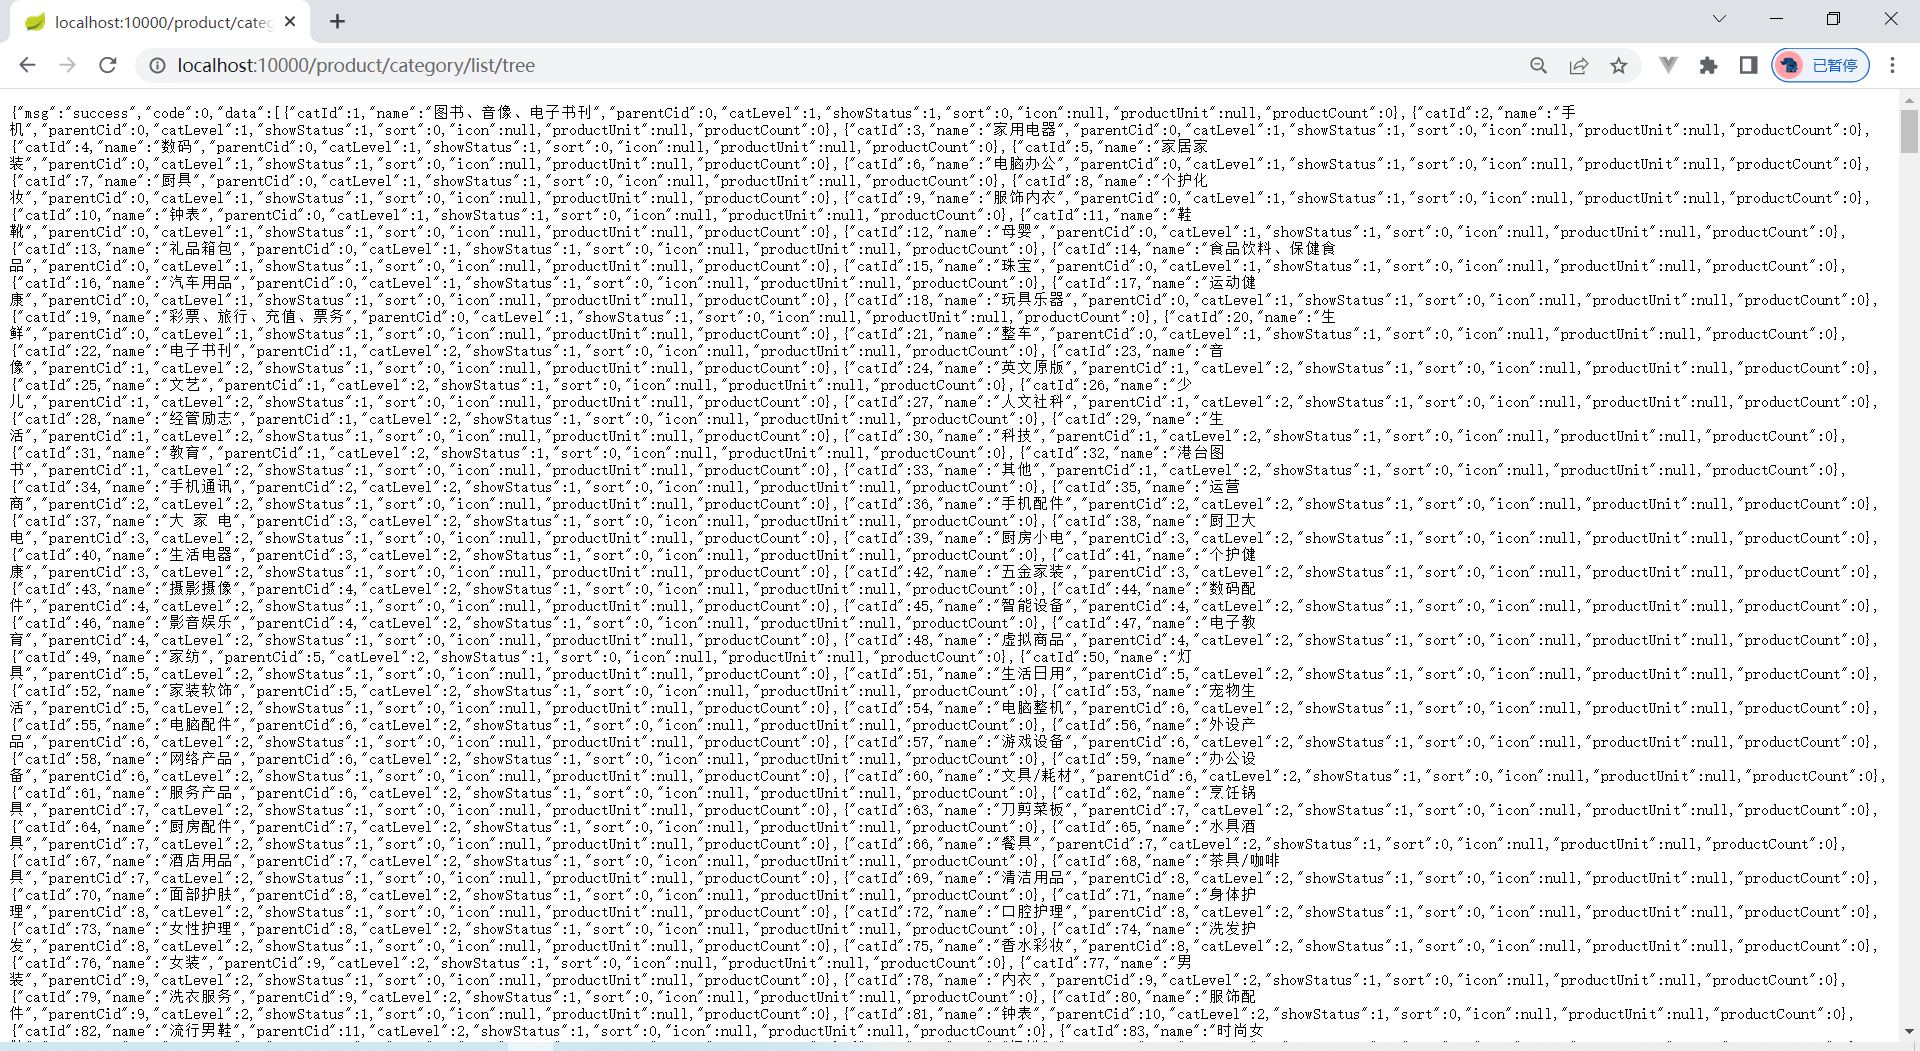 localhost:10000/product/categ
localhost:10000/product/category/list/tree
已暂停
{"msg":"success","code":0,"data":[{"catId":1,"name":"图书、音像、电子书刊","parentCid":0,"catLevel":1,"showStatus":1,"sort":0,"icon":null,"productUnit":null,"productCount":0},{"catId":2,"name":"手
机","parentCid":0,"catLevel":1,"showStatus":1,"sort":0,"icon":null,"productUnit":null,"productCount":0},{"catId":3,"name":"家用电器","parentCid":0,"catLevel":1,"showStatus":1,"sort":0,"icon":null,"productUnit":null,"productCount":0},
{"catId":4,"name":"数码","parentCid":0,"catLevel":1,"showStatus":1,"sort":0,"icon":null,"productUnit":null,"productCount":0},{"catId":5,"name":"家居家
装","parentCid":0,"catLevel":1,"showStatus":1,"sort":0,"icon":null,"productUnit":null,"productCount":0},{"catId":6,"name":"电脑办公","parentCid":0,"catLevel":1,"showStatus":1,"sort":0,"icon":null,"productUnit":null,"productCount":0},
{"catId":7,"name":"厨具","parentCid":0,"catLevel":1,"showStatus":1,"sort":0,"icon":null,"productUnit":null,"productCount":0},{"catId":8,"name":"个护化
妆","parentCid":0,"catLevel":1,"showStatus":1,"sort":0,"icon":null,"productUnit":null,"productCount":0},{"catId":9,"name":"服饰内衣","parentCid":0,"catLevel":1,"showStatus":1,"sort":0,"icon":null,"productUnit":null,"productCount":0},
{"catId":10,"name":"钟表","parentCid":0,"catLevel":1,"showStatus":1,"sort":0,"icon":null,"productUnit":null,"productCount":0},{"catId":11,"name":"鞋
靴","parentCid":0,"catLevel":1,"showStatus":1,"sort":0,"icon":null,"productUnit":null,"productCount":0},{"catId":12,"name":"母婴","parentCid":0,"catLevel":1,"showStatus":1,"sort":0,"icon":null,"productUnit":null,"productCount":0},
{"catId":13,"name":"礼品箱包","parentCid":0,"catLevel":1,"showStatus":1,"sort":0,"icon":null,"productUnit":null,"productCount":0},{"catId":14,"name":"食品饮料、保健食
品","parentCid":0,"catLevel":1,"showStatus":1,"sort":0,"icon":null,"productUnit":null,"productCount":0},{"catId":15,"name":"珠宝","parentCid":0,"catLevel":1,"showStatus":1,"sort":0,"icon":null,"productUnit":null,"productCount":0},
{"catId":16,"name":"汽车用品","parentCid":0,"catLevel":1,"showStatus":1,"sort":0,"icon":null,"productUnit":null,"productCount":0},{"catId":17,"name":"运动健
康","parentCid":0,"catLevel":1,"showStatus":1,"sort":0,"icon":null,"productUnit":null,"productCount":0},{"catId":18,"name":"玩具乐器","parentCid":0,"catLevel":1,"showStatus":1,"sort":0,"icon":null,"productUnit":null,"productCount":0},
{"catId":19,"name":"彩票、旅行、充值、票务","parentCid":0,"catLevel":1,"showStatus":1,"sort":0,"icon":null,"productUnit":null,"productCount":0},{"catId":20,"name":"生
鲜","parentCid":0,"catLevel":1,"showStatus":1,"sort":0,"icon":null,"productUnit":null,"productCount":0},{"catId":21,"name":"整车","parentCid":0,"catLevel":1,"showStatus":1,"sort":0,"icon":null,"productUnit":null,"productCount":0},
{"catId":22,"name":"电子书刊","parentCid":1,"catLevel":2,"showStatus":1,"sort":0,"icon":null,"productUnit":null,"productCount":0},{"catId":23,"name":"音
像","parentCid":1,"catLevel":2,"showStatus":1,"sort":0,"icon":null,"productUnit":null,"productCount":0},{"catId":24,"name":"英文原版","parentCid":1,"catLevel":2,"showStatus":1,"sort":0,"icon":null,"productUnit":null,"productCount":0},
{"catId":25,"name":"文艺","parentCid":1,"catLevel":2,"showStatus":1,"sort":0,"icon":null,"productUnit":null,"productCount":0},{"catId":26,"name":"少
儿","parentCid":1,"catLevel":2,"showStatus":1,"sort":0,"icon":null,"productUnit":null,"productCount":0},{"catId":27,"name":"人文社科","parentCid":1,"catLevel":2,"showStatus":1,"sort":0,"icon":null,"productUnit":null,"productCount":0},
{"catId":28,"name":"经管励志","parentCid":1,"catLevel":2,"showStatus":1,"sort":0,"icon":null,"productUnit":null,"productCount":0},{"catId":29,"name":"生
活","parentCid":1,"catLevel":2,"showStatus":1,"sort":0,"icon":null,"productUnit":null,"productCount":0},{"catId":30,"name":"科技","parentCid":1,"catLevel":2,"showStatus":1,"sort":0,"icon":null,"productUnit":null,"productCount":0},
{"catId":31,"name":"教育","parentCid":1,"catLevel":2,"showStatus":1,"sort":0,"icon":null,"productUnit":null,"productCount":0},{"catId":32,"name":"港台图
书","parentCid":1,"catLevel":2,"showStatus":1,"sort":0,"icon":null,"productUnit":null,"productCount":0},{"catId":33,"name":"其他","parentCid":1,"catLevel":2,"showStatus":1,"sort":0,"icon":null,"productUnit":null,"productCount":0},
{"catId":34,"name":"手机通讯","parentCid":2,"catLevel":2,"showStatus":1,"sort":0,"icon":null,"productUnit":null,"productCount":0},{"catId":35,"name":"运营
商","parentCid":2,"catLevel":2,"showStatus":1,"sort":0,"icon":null,"productUnit":null,"productCount":0},{"catId":36,"name":"手机配件","parentCid":2,"catLevel":2,"showStatus":1,"sort":0,"icon":null,"productUnit":null,"productCount":0},
{"catId":37,"name":"大 家 电","parentCid":3,"catLevel":2,"showStatus":1,"sort":0,"icon":null,"productUnit":null,"productCount":0},{"catId":38,"name":"厨卫大
电","parentCid":3,"catLevel":2,"showStatus":1,"sort":0,"icon":null,"productUnit":null,"productCount":0},{"catId":39,"name":"厨房小电","parentCid":3,"catLevel":2,"showStatus":1,"sort":0,"icon":null,"productUnit":null,"productCount":0},
{"catId":40,"name":"生活电器","parentCid":3,"catLevel":2,"showStatus":1,"sort":0,"icon":null,"productUnit":null,"productCount":0},{"catId":41,"name":"个护健
康","parentCid":3,"catLevel":2,"showStatus":1,"sort":0,"icon":null,"productUnit":null,"productCount":0},{"catId":42,"name":"五金家装","parentCid":3,"catLevel":2,"showStatus":1,"sort":0,"icon":null,"productUnit":null,"productCount":0},
{"catId":43,"name":"摄影摄像","parentCid":4,"catLevel":2,"showStatus":1,"sort":0,"icon":null,"productUnit":null,"productCount":0},{"catId":44,"name":"数码配
件","parentCid":4,"catLevel":2,"showStatus":1,"sort":0,"icon":null,"productUnit":null,"productCount":0},{"catId":45,"name":"智能设备","parentCid":4,"catLevel":2,"showStatus":1,"sort":0,"icon":null,"productUnit":null,"productCount":0},
{"catId":46,"name":"影音娱乐","parentCid":4,"catLevel":2,"showStatus":1,"sort":0,"icon":null,"productUnit":null,"productCount":0},{"catId":47,"name":"电子教
育","parentCid":4,"catLevel":2,"showStatus":1,"sort":0,"icon":null,"productUnit":null,"productCount":0},{"catId":48,"name":"虚拟商品","parentCid":4,"catLevel":2,"showStatus":1,"sort":0,"icon":null,"productUnit":null,"productCount":0},
{"catId":49,"name":"家纺","parentCid":5,"catLevel":2,"showStatus":1,"sort":0,"icon":null,"productUnit":null,"productCount":0},{"catId":50,"name":"灯
具","parentCid":5,"catLevel":2,"showStatus":1,"sort":0,"icon":null,"productUnit":null,"productCount":0},{"catId":51,"name":"生活日用","parentCid":5,"catLevel":2,"showStatus":1,"sort":0,"icon":null,"productUnit":null,"productCount":0},
{"catId":52,"name":"家装软饰","parentCid":5,"catLevel":2,"showStatus":1,"sort":0,"icon":null,"productUnit":null,"productCount":0},{"catId":53,"name":"宠物生
活","parentCid":5,"catLevel":2,"showStatus":1,"sort":0,"icon":null,"productUnit":null,"productCount":0},{"catId":54,"name":"电脑整机","parentCid":6,"catLevel":2,"showStatus":1,"sort":0,"icon":null,"productUnit":null,"productCount":0},
{"catId":55,"name":"电脑配件","parentCid":6,"catLevel":2,"showStatus":1,"sort":0,"icon":null,"productUnit":null,"productCount":0},{"catId":56,"name":"外设产
品","parentCid":6,"catLevel":2,"showStatus":1,"sort":0,"icon":null,"productUnit":null,"productCount":0},{"catId":57,"name":"游戏设备","parentCid":6,"catLevel":2,"showStatus":1,"sort":0,"icon":null,"productUnit":null,"productCount":0},
{"catId":58,"name":"网络产品","parentCid":6,"catLevel":2,"showStatus":1,"sort":0,"icon":null,"productUnit":null,"productCount":0},{"catId":59,"name":"办公设
备","parentCid":6,"catLevel":2,"showStatus":1,"sort":0,"icon":null,"productUnit":null,"productCount":0},{"catId":60,"name":"文具/耗材","parentCid":6,"catLevel":2,"showStatus":1,"sort":0,"icon":null,"productUnit":null,"productCount":0},
{"catId":61,"name":"服务产品","parentCid":6,"catLevel":2,"showStatus":1,"sort":0,"icon":null,"productUnit":null,"productCount":0},{"catId":62,"name":"烹饪锅
具","parentCid":7,"catLevel":2,"showStatus":1,"sort":0,"icon":null,"productUnit":null,"productCount":0},{"catId":63,"name":"刀剪菜板","parentCid":7,"catLevel":2,"showStatus":1,"sort":0,"icon":null,"productUnit":null,"productCount":0},
{"catId":64,"name":"厨房配件","parentCid":7,"catLevel":2,"showStatus":1,"sort":0,"icon":null,"productUnit":null,"productCount":0},{"catId":65,"name":"水具酒
具","parentCid":7,"catLevel":2,"showStatus":1,"sort":0,"icon":null,"productUnit":null,"productCount":0},{"catId":66,"name":"餐具","parentCid":7,"catLevel":2,"showStatus":1,"sort":0,"icon":null,"productUnit":null,"productCount":0},
{"catId":67,"name":"酒店用品","parentCid":7,"catLevel":2,"showStatus":1,"sort":0,"icon":null,"productUnit":null,"productCount":0},{"catId":68,"name":"茶具/咖啡
具","parentCid":7,"catLevel":2,"showStatus":1,"sort":0,"icon":null,"productUnit":null,"productCount":0},{"catId":69,"name":"清洁用品","parentCid":8,"catLevel":2,"showStatus":1,"sort":0,"icon":null,"productUnit":null,"productCount":0},
{"catId":70,"name":"面部护肤","parentCid":8,"catLevel":2,"showStatus":1,"sort":0,"icon":null,"productUnit":null,"productCount":0},{"catId":71,"name":"身体护
理","parentCid":8,"catLevel":2,"showStatus":1,"sort":0,"icon":null,"productUnit":null,"productCount":0},{"catId":72,"name":"口腔护理","parentCid":8,"catLevel":2,"showStatus":1,"sort":0,"icon":null,"productUnit":null,"productCount":0},
{"catId":73,"name":"女性护理","parentCid":8,"catLevel":2,"showStatus":1,"sort":0,"icon":null,"productUnit":null,"productCount":0},{"catId":74,"name":"洗发护
发","parentCid":8,"catLevel":2,"showStatus":1,"sort":0,"icon":null,"productUnit":null,"productCount":0},{"catId":75,"name":"香水彩妆","parentCid":8,"catLevel":2,"showStatus":1,"sort":0,"icon":null,"productUnit":null,"productCount":0},
{"catId":76,"name":"女装","parentCid":9,"catLevel":2,"showStatus":1,"sort":0,"icon":null,"productUnit":null,"productCount":0},{"catId":77,"name":"男
装","parentCid":9,"catLevel":2,"showStatus":1,"sort":0,"icon":null,"productUnit":null,"productCount":0},{"catId":78,"name":"内衣","parentCid":9,"catLevel":2,"showStatus":1,"sort":0,"icon":null,"productUnit":null,"productCount":0},
{"catId":79,"name":"洗衣服务","parentCid":9,"catLevel":2,"showStatus":1,"sort":0,"icon":null,"productUnit":null,"productCount":0},{"catId":80,"name":"服饰配
件","parentCid":9,"catLevel":2,"showStatus":1,"sort":0,"icon":null,"productUnit":null,"productCount":0},{"catId":81,"name":"钟表","parentCid":10,"catLevel":2,"showStatus":1,"sort":0,"icon":null,"productUnit":null,"productCount":0},
{"catId":82,"name":"流行男鞋","parentCid":11,"catLevel":2,"showStatus":1,"sort":0,"icon":null,"productUnit":null,"productCount":0},{"catId":83,"name":"时尚女